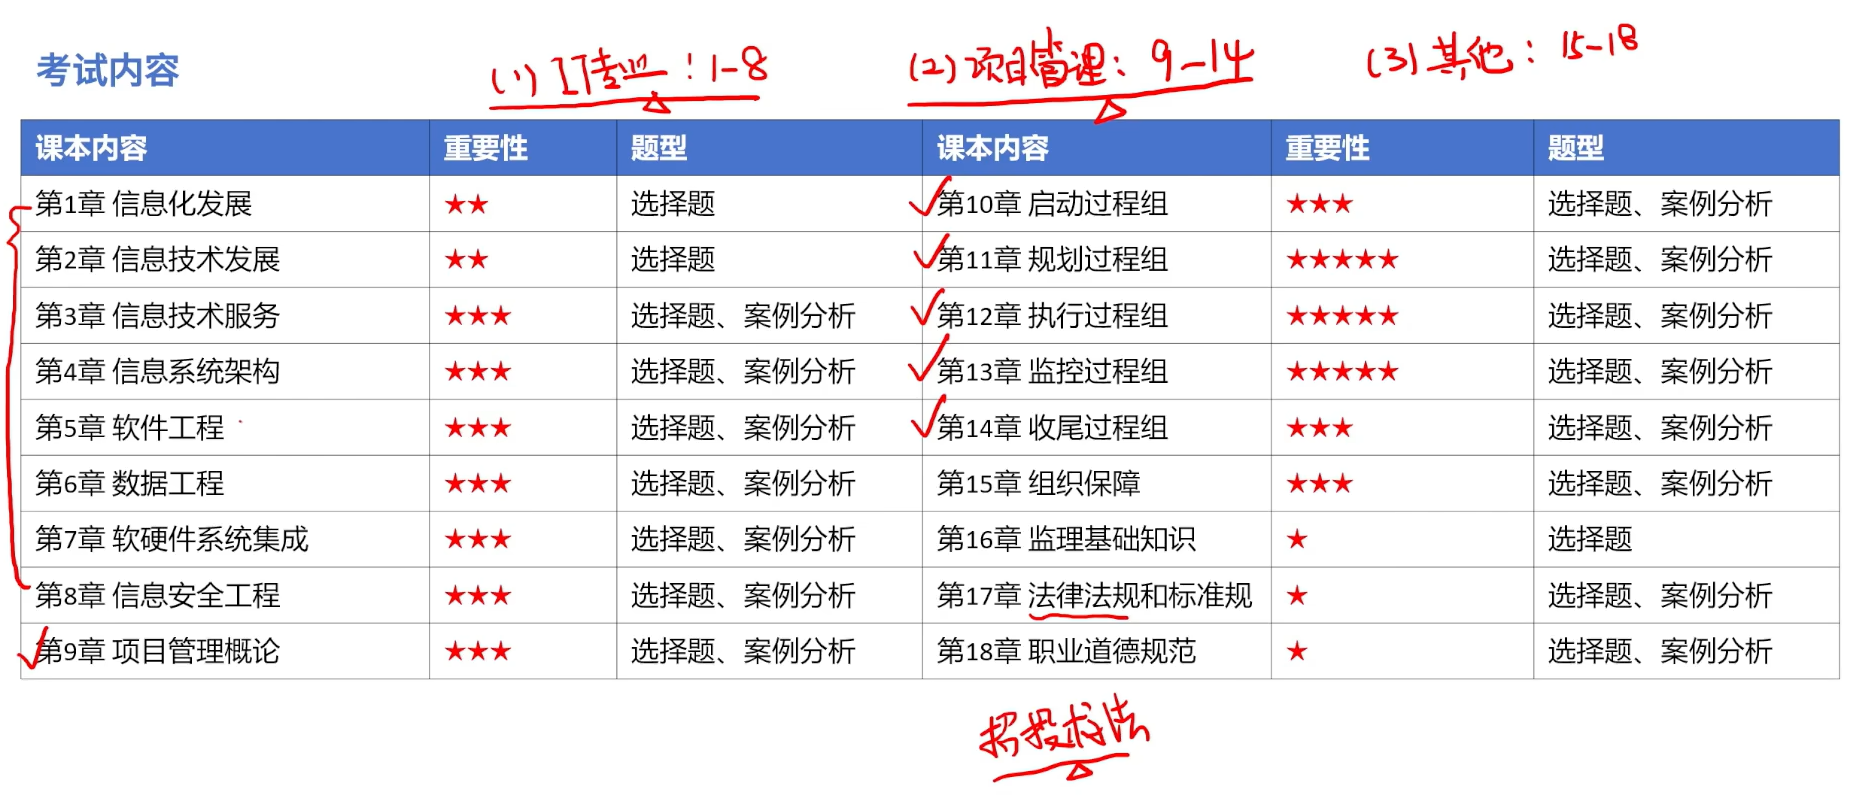 (1) IT专业：1-8 (2) 项目管理：9-14 (3) 其他：15-18
考试内容
课本内容 重要性 题型 课本内容 重要性 题型
第1章 信息化发展 ★★ 选择题 第10章 启动过程组 ★★★ 选择题、案例分析
第2章 信息技术发展 ★★ 选择题 第11章 规划过程组 ★★★★★ 选择题、案例分析
第3章 信息技术服务 ★★★ 选择题、案例分析 第12章 执行过程组 ★★★★★ 选择题、案例分析
第4章 信息系统架构 ★★★ 选择题、案例分析 第13章 监控过程组 ★★★★★ 选择题、案例分析
第5章 软件工程 ★★★ 选择题、案例分析 第14章 收尾过程组 ★★★ 选择题、案例分析
第6章 数据工程 ★★★ 选择题、案例分析 第15章 组织保障 ★★★ 选择题、案例分析
第7章 软硬件系统集成 ★★★ 选择题、案例分析 第16章 监理基础知识 ★ 选择题
第8章 信息安全工程 ★★★ 选择题、案例分析 第17章 法律法规和标准规 ★ 选择题、案例分析
第9章 项目管理概论 ★★★ 选择题、案例分析 第18章 职业道德规范 ★ 选择题、案例分析
招投标法